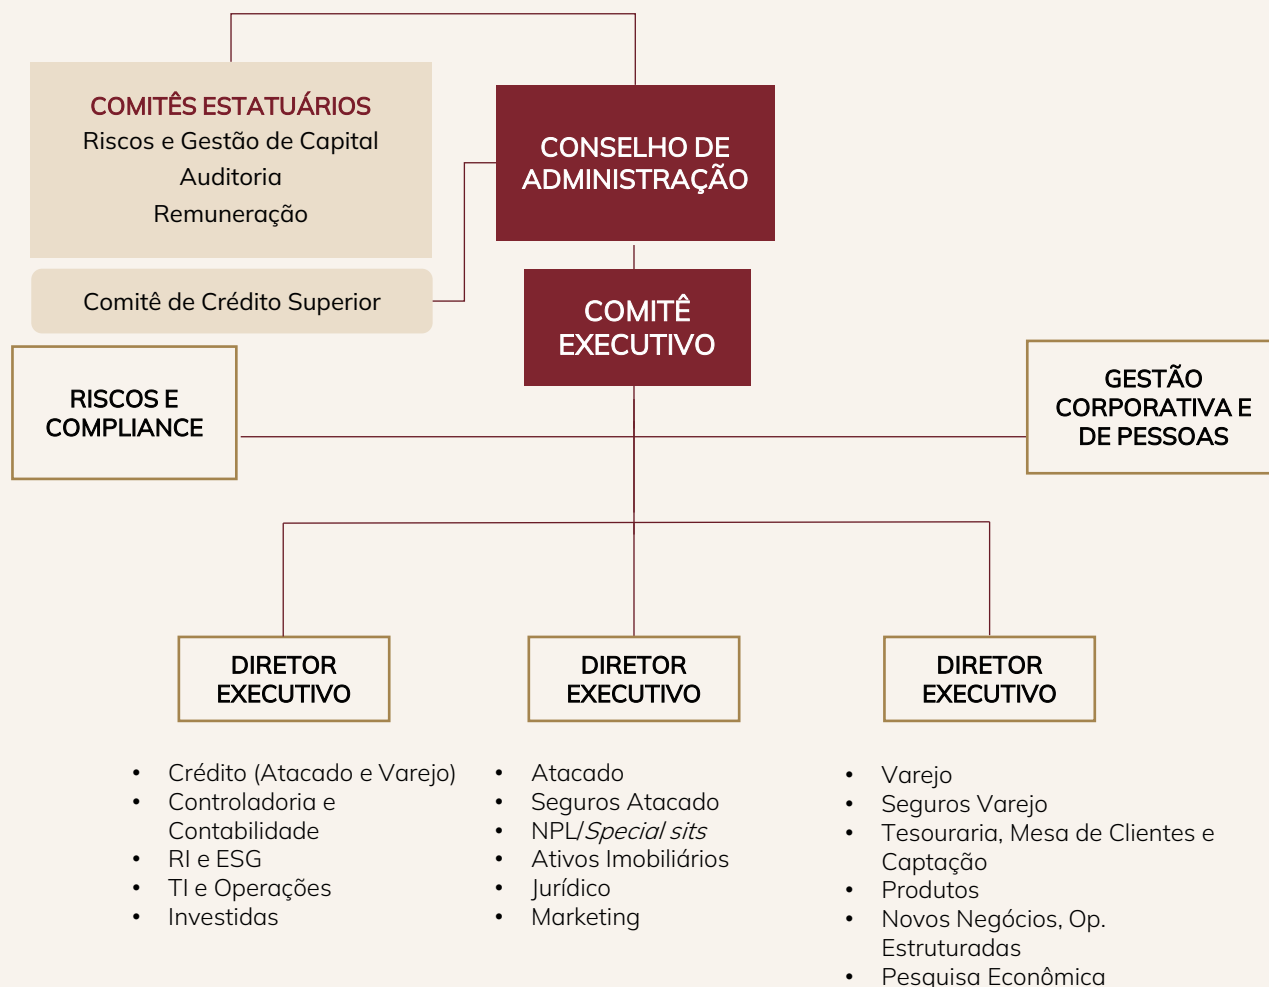 COMITÊS ESTATUÁRIOS
Riscos e Gestão de Capital
Auditoria
Remuneração
CONSELHO DE
ADMINISTRAÇÃO
Comitê de Crédito Superior
COMITÊ
EXECUTIVO
RISCOS E
COMPLIANCE
GESTÃO
CORPORATIVA E
DE PESSOAS
DIRETOR
EXECUTIVO
• Crédito (Atacado e Varejo)
• Controladoria e
Contabilidade
• RI e ESG
• TI e Operações
• Investidas
DIRETOR
EXECUTIVO
• Atacado
• Seguros Atacado
• NPL/Special sits
• Ativos Imobiliários
• Jurídico
• Marketing
DIRETOR
EXECUTIVO
• Varejo
• Seguros Varejo
• Tesouraria, Mesa de Clientes e
Captação
• Produtos
• Novos Negócios, Op.
Estruturadas
• Pesquisa Econômica